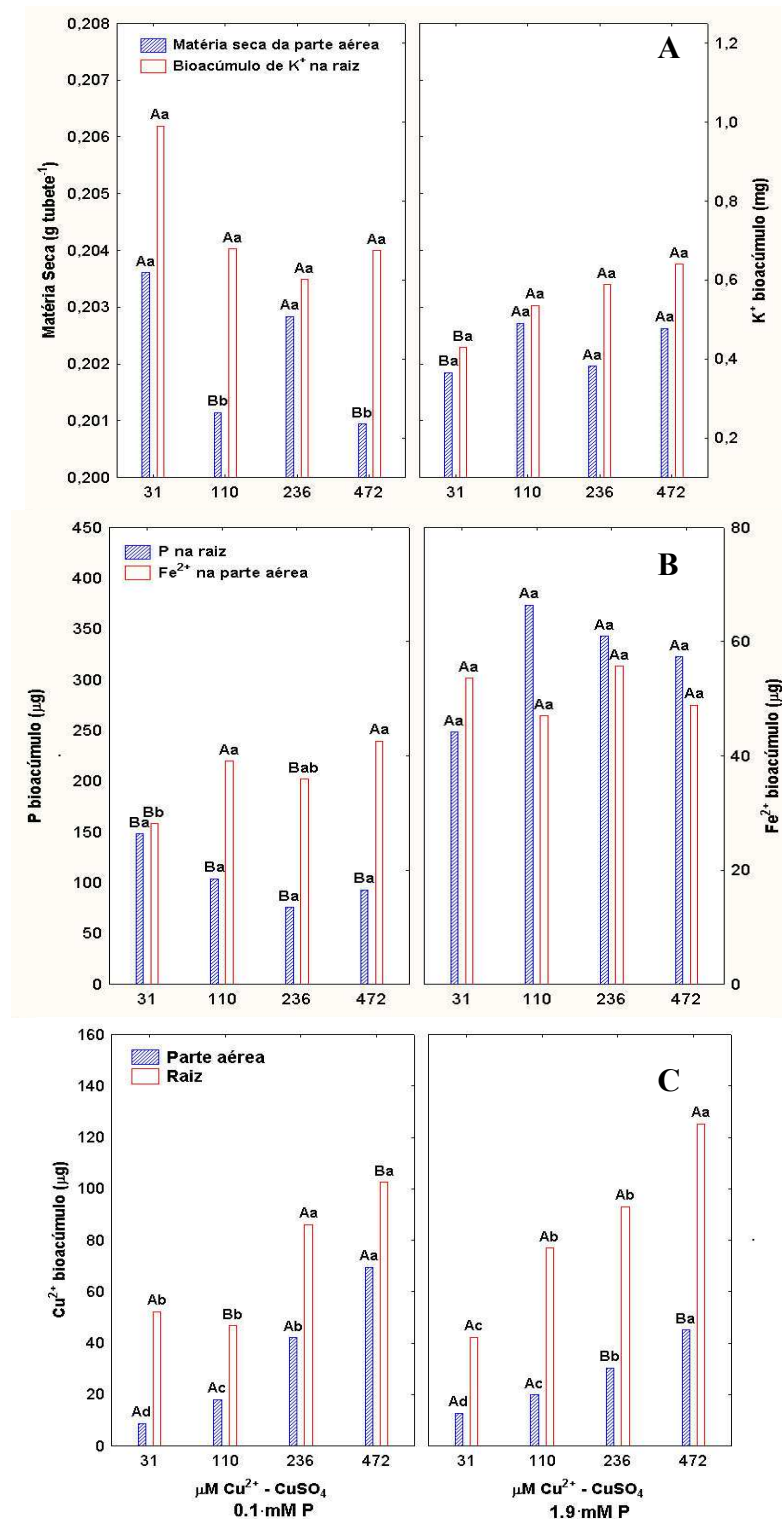 A
Matéria seca da parte aérea
Bioacúmulo de K⁺ na raiz
Matéria Seca (g tubete⁻¹)
0,208
0,207
0,206
0,205
0,204
0,203
0,202
0,201
0,200
Aa Aa
Bb Aa
Aa Aa
Bb Aa
31 110 236 472
Ba Ba
Aa Aa
Aa Aa
Aa Aa
31 110 236 472
1,2
1,0
0,8
0,6
0,4
0,2
K⁺ bioacúmulo (mg)
B
P na raiz
Fe²⁺ na parte aérea
P bioacúmulo (µg)
450
400
350
300
250
200
150
100
50
0
Ba Bb
Ba Aa
Ba Bab
Ba Aa
31 110 236 472
Aa Aa
Aa Aa
Aa Aa
Aa Aa
31 110 236 472
80
60
40
20
0
Fe²⁺ bioacúmulo (µg)
C
Parte aérea
Raiz
Cu²⁺ bioacúmulo (µg)
160
140
120
100
80
60
40
20
0
Ad Ab
Ac Bb
Ab Aa
Aa Ba
31 110 236 472
µM Cu²⁺ - CuSO₄
0.1·mM P
Ad Ac
Ac Ab
Bb Ab
Ba Aa
31 110 236 472
µM Cu²⁺ - CuSO₄
1.9·mM P